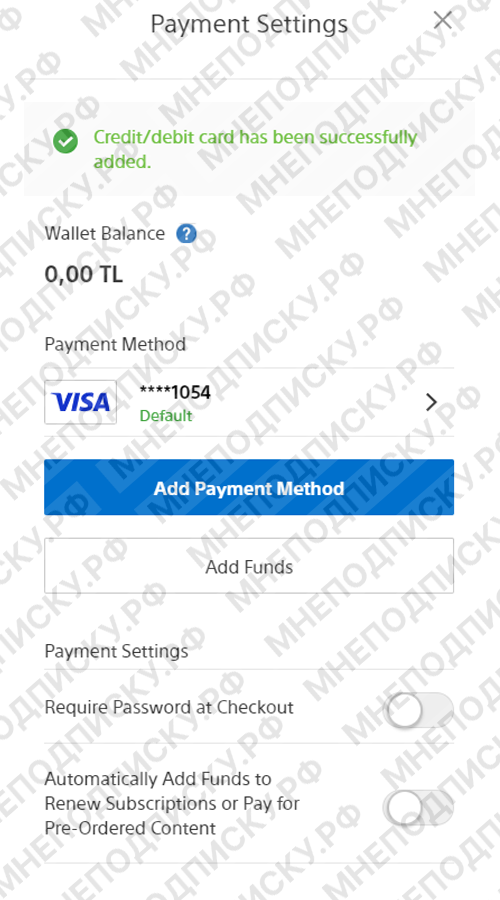 Payment Settings
Credit/debit card has been successfully
added.
Wallet Balance ?
0,00 TL
Payment Method
VISA
****1054
Default
Add Payment Method
Add Funds
Payment Settings
Require Password at Checkout
Automatically Add Funds to
Renew Subscriptions or Pay for
Pre-Ordered Content
МНЕПОДПИСКУ.РФ